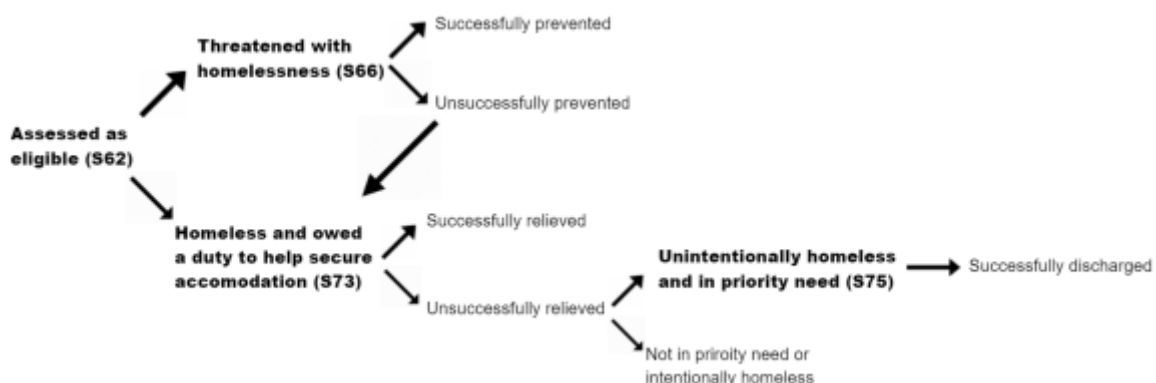 Successfully prevented
Threatened with
homelessness (S66)
Unsuccessfully prevented
Assessed as
eligible (S62)
Successfully relieved
Homeless and owed
a duty to help secure
accomodation (S73)
Unintentionally homeless
and in priority need (S75)
Successfully discharged
Unsuccessfully relieved
Not in priroity need or
intentionally homeless